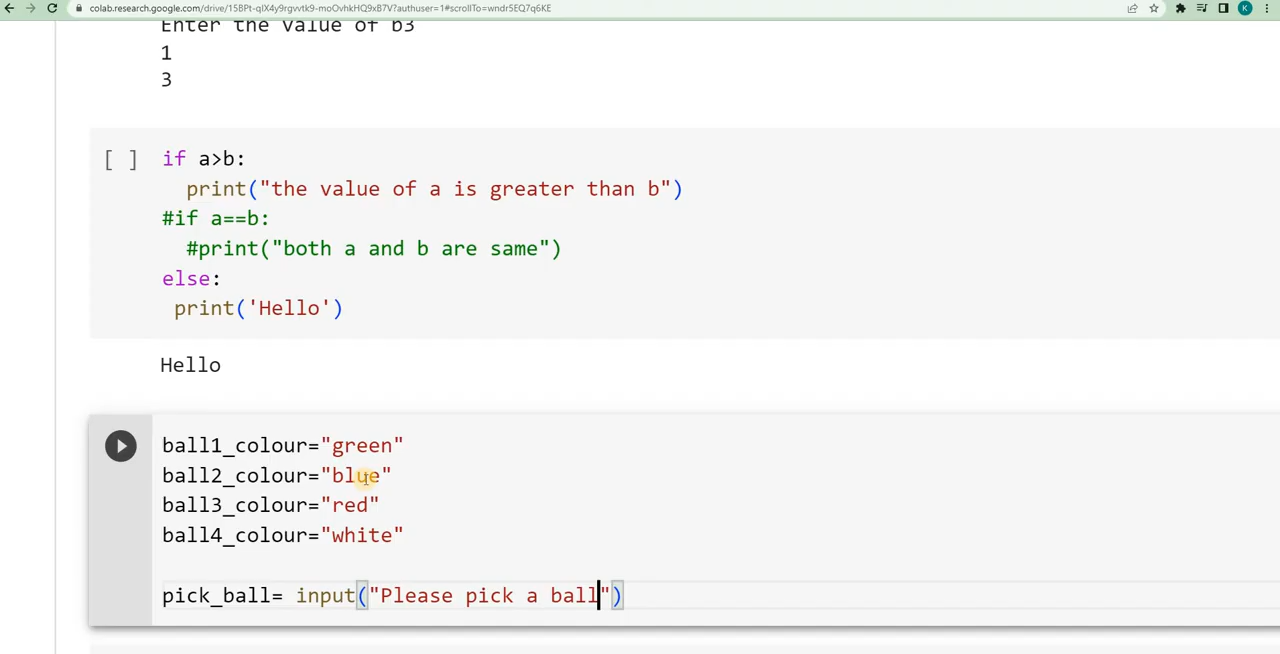 colab.research.google.com/drive/15BPt-qIX4y9rgvvtk9-moOvhkHQ9xB7V?authuser=1#scrollTo=wndr5EQ7q6KE
K
Enter the value of b3
1
3
[ ] if a>b:
print("the value of a is greater than b")
#if a==b:
#print("both a and b are same")
else:
print('Hello')
Hello
ball1_colour="green"
ball2_colour="blue"
ball3_colour="red"
ball4_colour="white"
pick_ball= input("Please pick a ball")